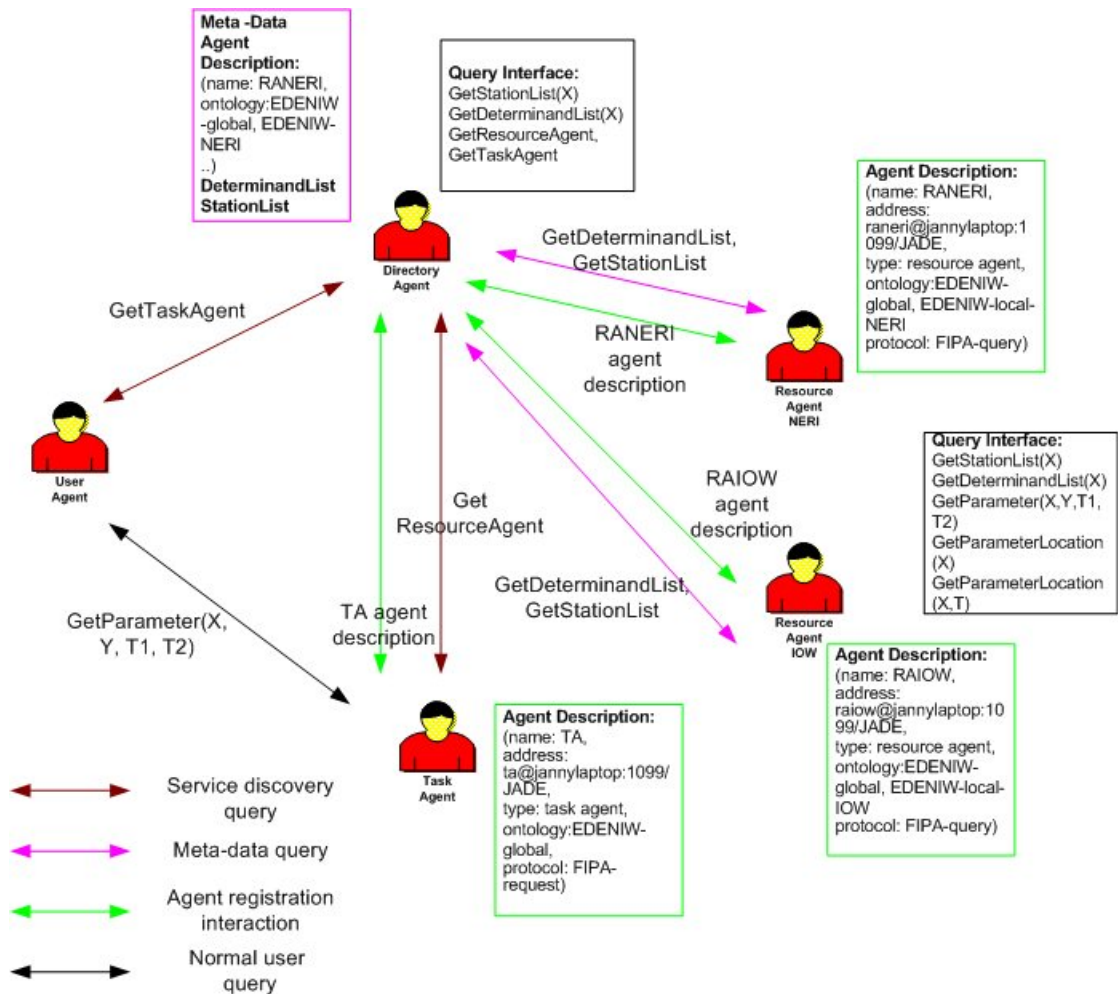 Meta -Data
Agent
Description:
(name: RANERI,
ontology:EDENIW
-global, EDENIW-
NERI
..)
DeterminandList
StationList
Query Interface:
GetStationList(X)
GetDeterminandList(X)
GetResourceAgent,
GetTaskAgent
Directory
Agent
GetDeterminandList,
GetStationList
Agent Description:
(name: RANERI,
address:
raneri@jannylaptop:1
099/JADE,
type: resource agent,
ontology:EDENIW-
global, EDENIW-local-
NERI
protocol: FIPA-query)
GetTaskAgent
RANERI
agent
description
Resource
Agent
NERI
User
Agent
Query Interface:
GetStationList(X)
GetDeterminandList(X)
GetParameter(X,Y,T1,
T2)
GetParameterLocation
(X)
GetParameterLocation
(X,T)
RAIOW
agent
description
Get
ResourceAgent
GetDeterminandList,
GetStationList
Resource
Agent
IOW
GetParameter(X,
Y, T1, T2)
TA agent
description
Agent Description:
(name: RAIOW,
address:
raiow@jannylaptop:10
99/JADE,
type: resource agent,
ontology:EDENIW-
global, EDENIW-local-
IOW
protocol: FIPA-query)
Task
Agent
Agent Description:
(name: TA,
address:
ta@jannylaptop:1099/
JADE,
type: task agent,
ontology:EDENIW-
global,
protocol: FIPA-
request)
Service discovery
query
Meta-data query
Agent registration
interaction
Normal user
query